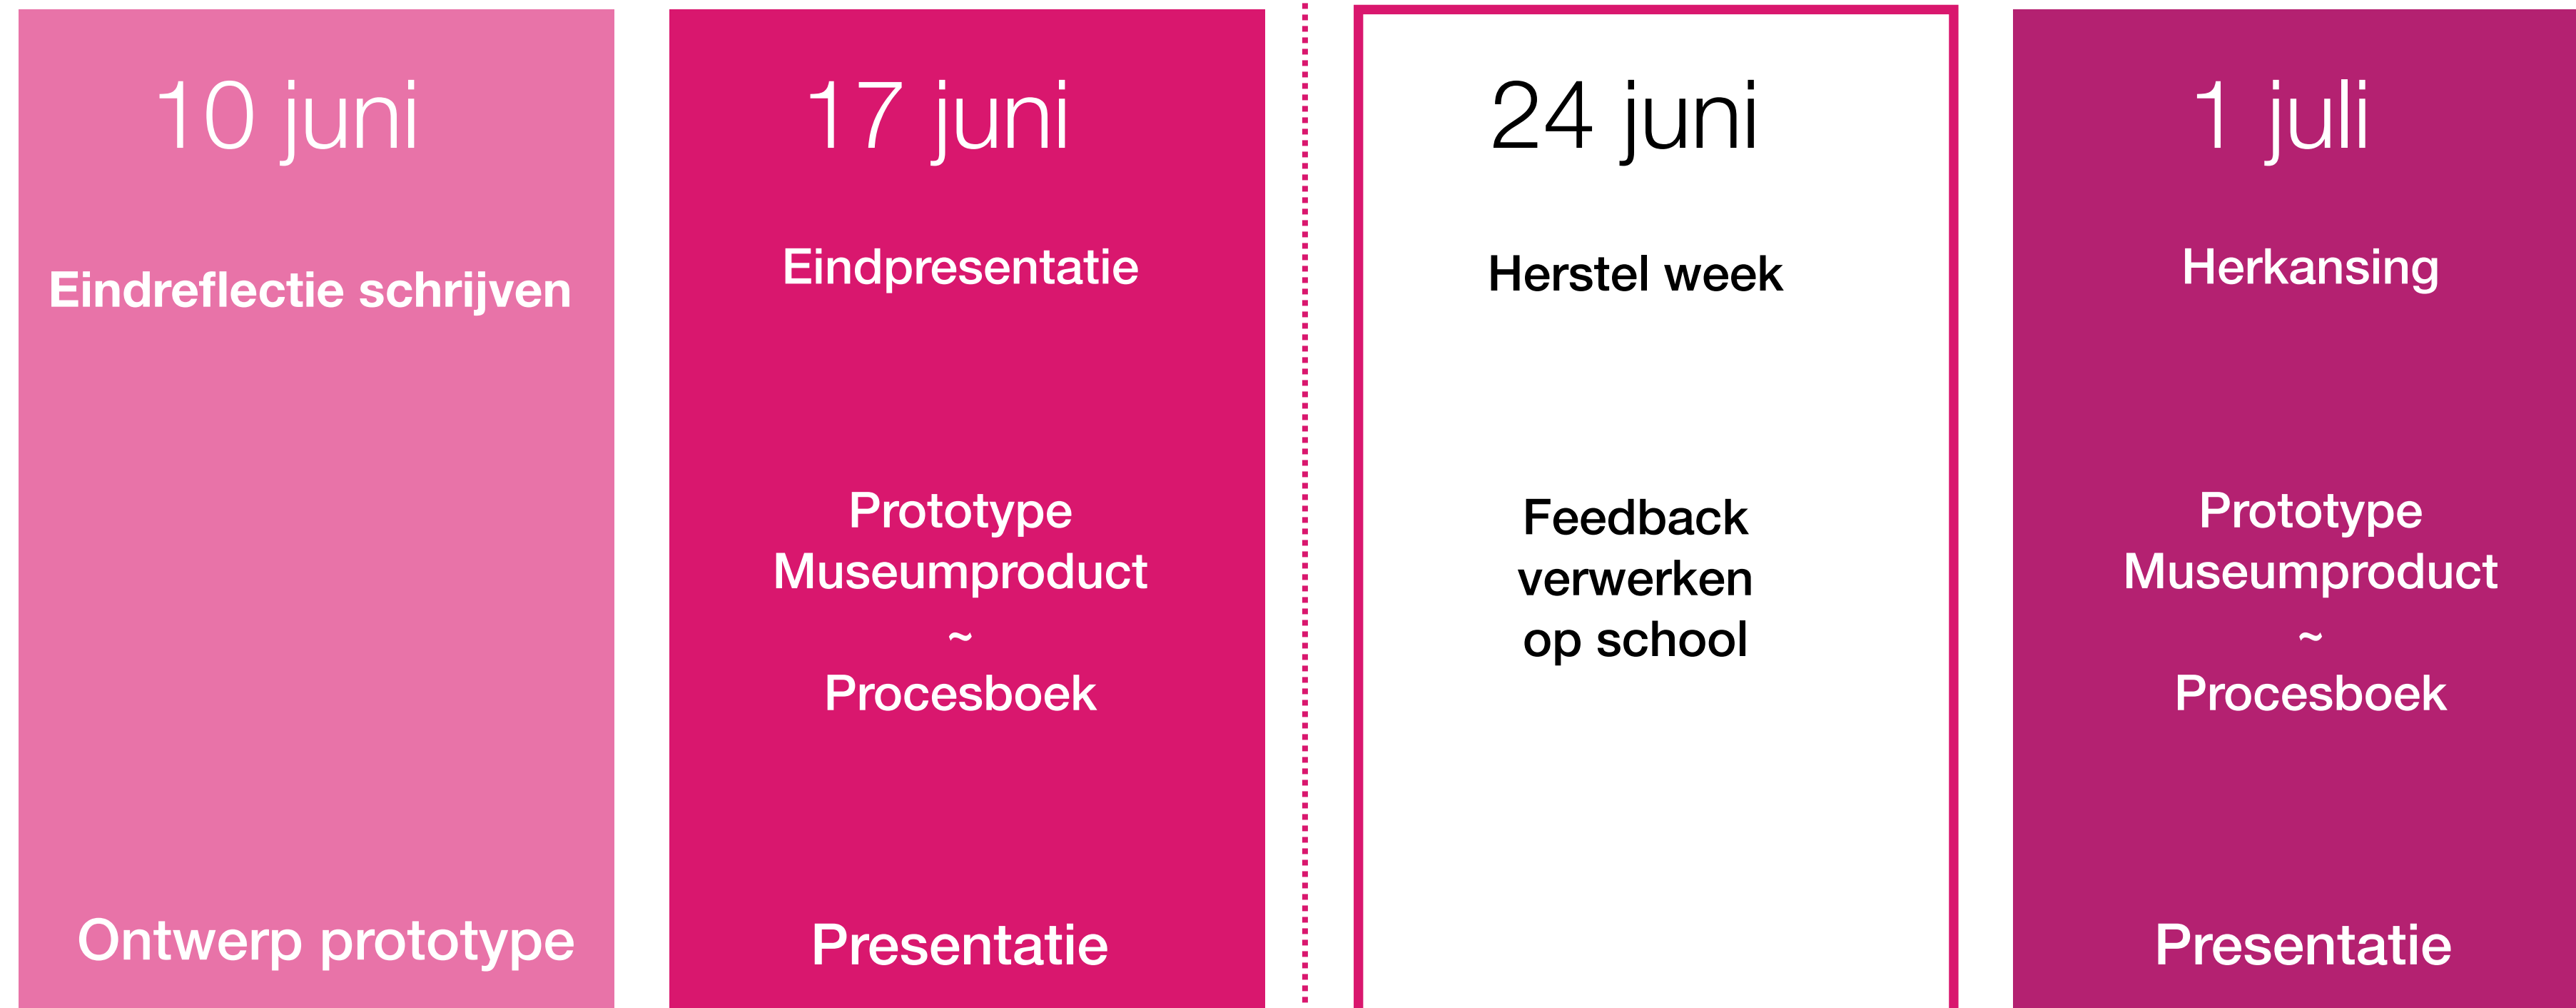 10 juni
Eindreflectie schrijven
Ontwerp prototype
17 juni
Eindpresentatie
Prototype
Museumproduct
~
Procesboek
Presentatie
24 juni
Herstel week
Feedback
verwerken
op school
1 juli
Herkansing
Prototype
Museumproduct
~
Procesboek
Presentatie